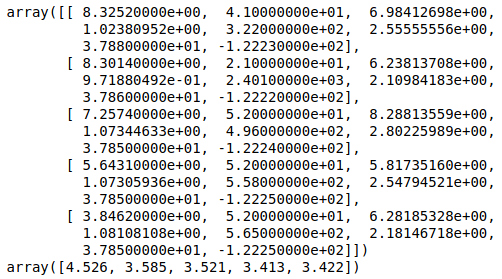 array([[ 8.32520000e+00,  4.10000000e+01,  6.98412698e+00,
         1.02380952e+00,  3.22000000e+02,  2.55555556e+00,
         3.78800000e+01, -1.22230000e+02],
       [ 8.30140000e+00,  2.10000000e+01,  6.23813708e+00,
         9.71880492e-01,  2.40100000e+03,  2.10984183e+00,
         3.78600000e+01, -1.22220000e+02],
       [ 7.25740000e+00,  5.20000000e+01,  8.28813559e+00,
         1.07344633e+00,  4.96000000e+02,  2.80225989e+00,
         3.78500000e+01, -1.22240000e+02],
       [ 5.64310000e+00,  5.20000000e+01,  5.81735160e+00,
         1.07305936e+00,  5.58000000e+02,  2.54794521e+00,
         3.78500000e+01, -1.22250000e+02],
       [ 3.84620000e+00,  5.20000000e+01,  6.28185328e+00,
         1.08108108e+00,  5.65000000e+02,  2.18146718e+00,
         3.78500000e+01, -1.22250000e+02]])
array([4.526, 3.585, 3.521, 3.413, 3.422])